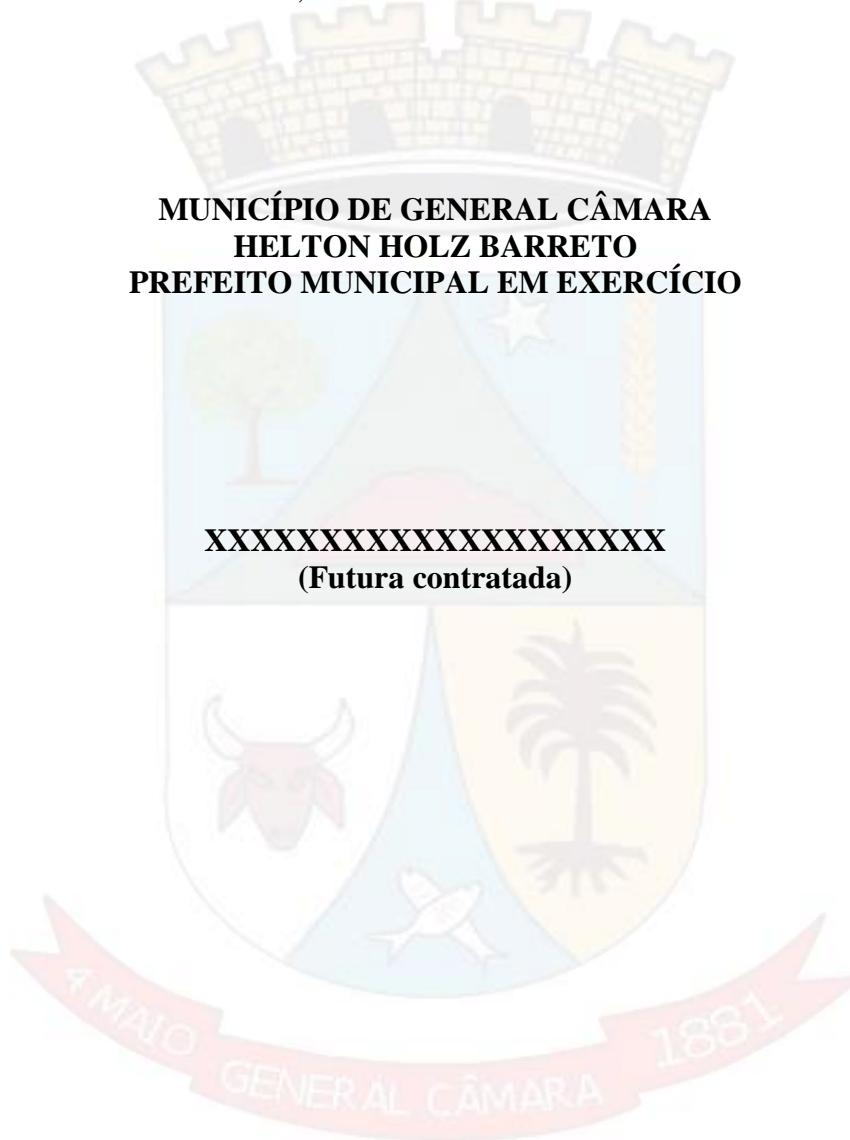 MUNICÍPIO DE GENERAL CÂMARA
HELTON HOLZ BARRETO
PREFEITO MUNICIPAL EM EXERCÍCIO
XXXXXXXXXXXXXXXXXXXX
(Futura contratada)
4 MAIO GENERAL CÂMARA 1881